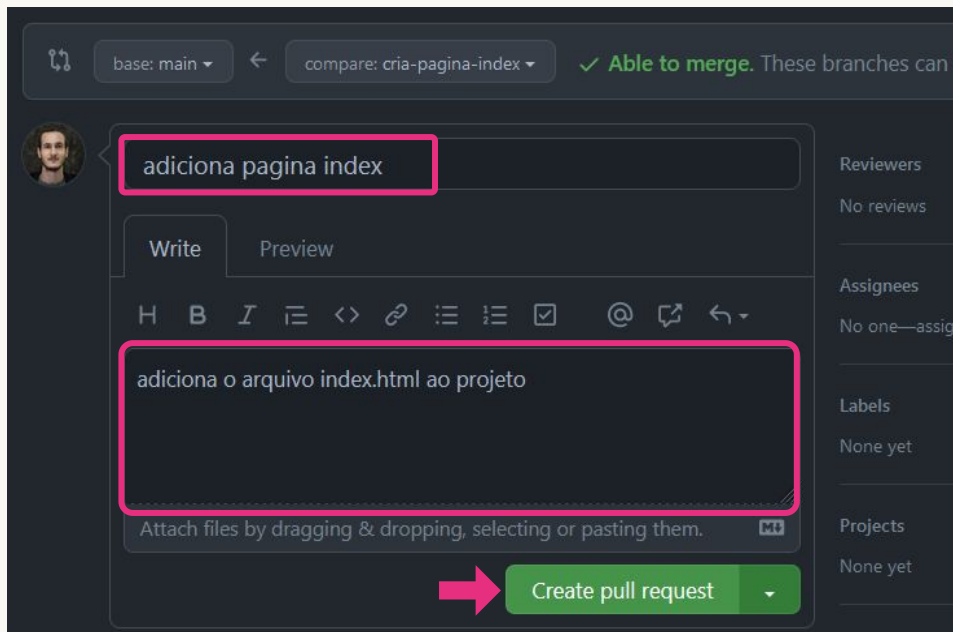 base: main
compare: cria-pagina-index
Able to merge. These branches can
adiciona pagina index
Reviewers
No reviews
Write
Preview
H B I
@
Assignees
No one—assig
adiciona o arquivo index.html ao projeto
Labels
None yet
Attach files by dragging & dropping, selecting or pasting them.
Projects
None yet
Create pull request